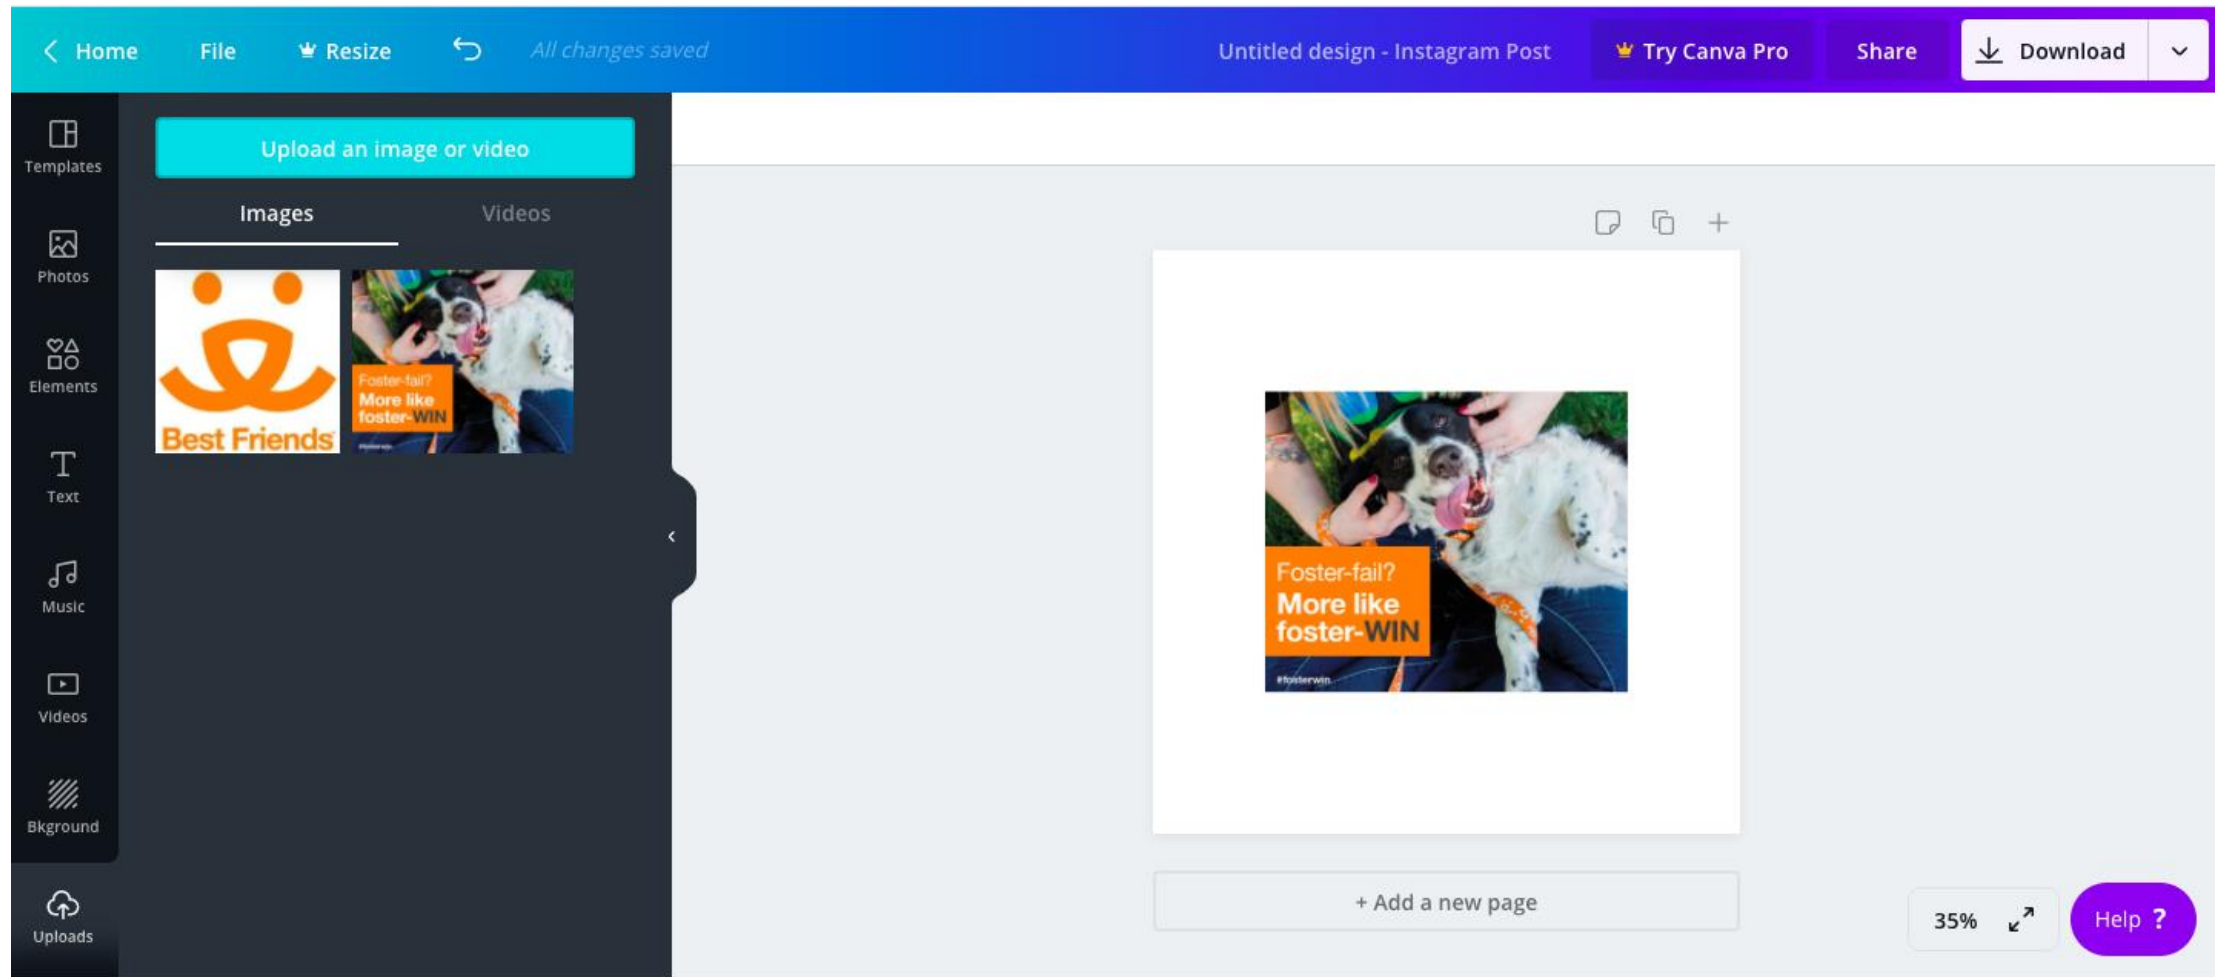 Home
File
Resize
All changes saved
Untitled design - Instagram Post
Try Canva Pro
Share
Download
Templates
Photos
Elements
Text
Music
Videos
Bkground
Uploads
Upload an image or video
Images
Videos
Best Friends
Foster-fail?
More like
foster-WIN
#fosterwin
Foster-fail?
More like
foster-WIN
#fosterwin
+ Add a new page
35%
Help ?